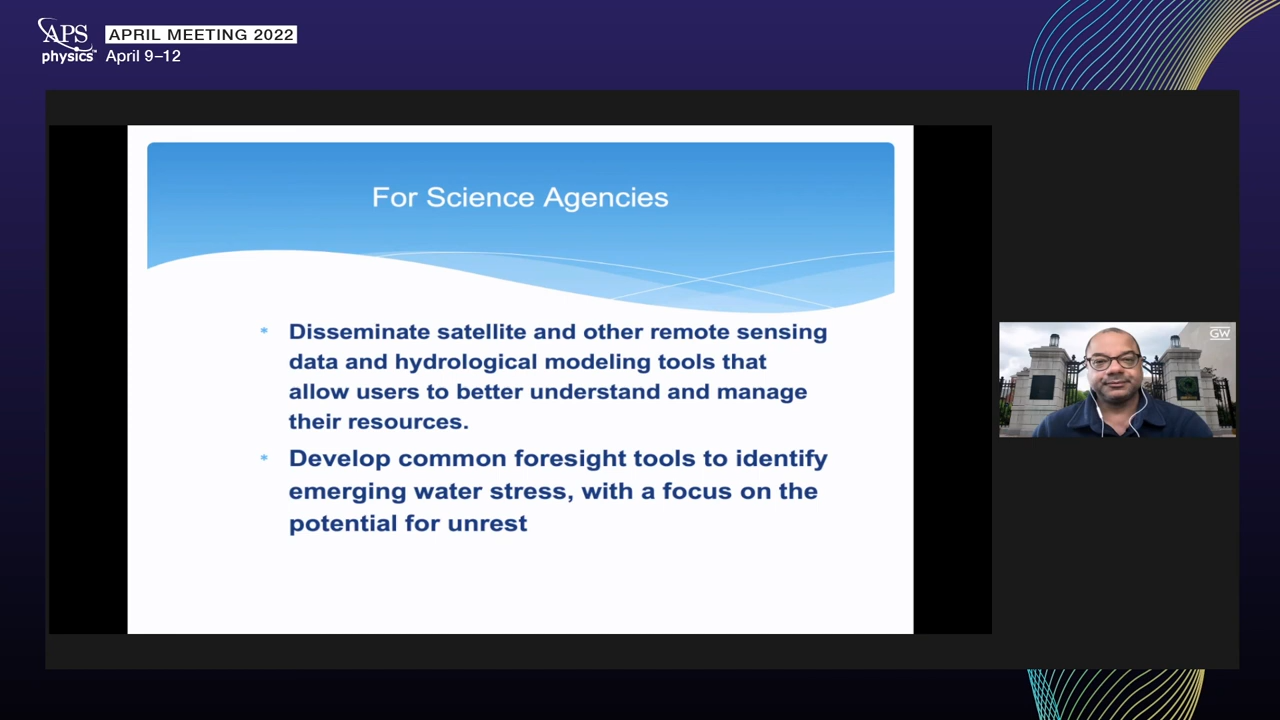 APS
physics
APRIL MEETING 2022
April 9–12
For Science Agencies
* Disseminate satellite and other remote sensing
data and hydrological modeling tools that
allow users to better understand and manage
their resources.
* Develop common foresight tools to identify
emerging water stress, with a focus on the
potential for unrest
GW